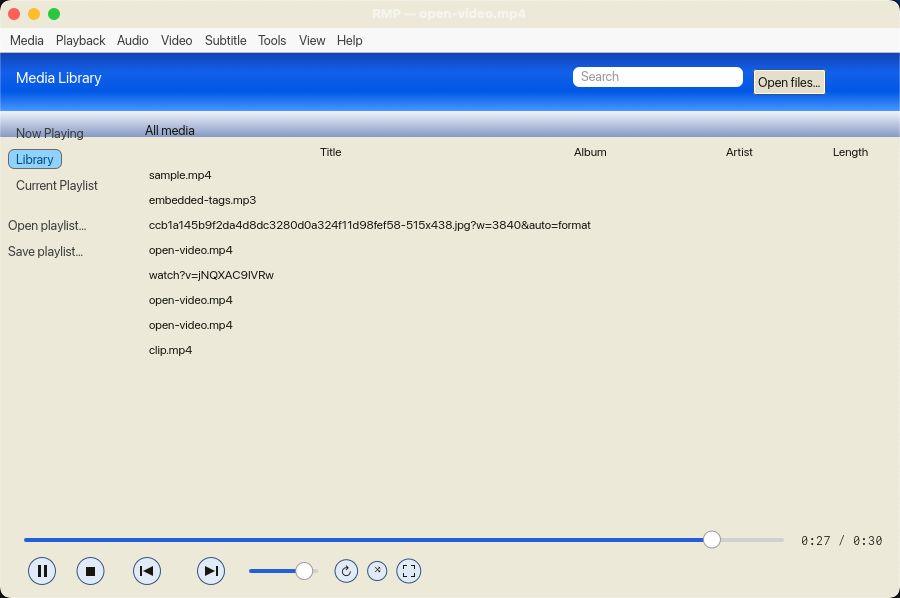 RMP — open-video.mp4
Media Playback Audio Video Subtitle Tools View Help
Media Library
Search
Open files...
Now Playing
All media
Library
Current Playlist
Open playlist...
Save playlist...
Title Album Artist Length
sample.mp4
embedded-tags.mp3
ccb1a145b9f2da4d8dc3280d0a324f11d98fef58-515x438.jpg?w=3840&auto=format
open-video.mp4
watch?v=jNQXAC9IVRw
open-video.mp4
open-video.mp4
clip.mp4
0:27 / 0:30